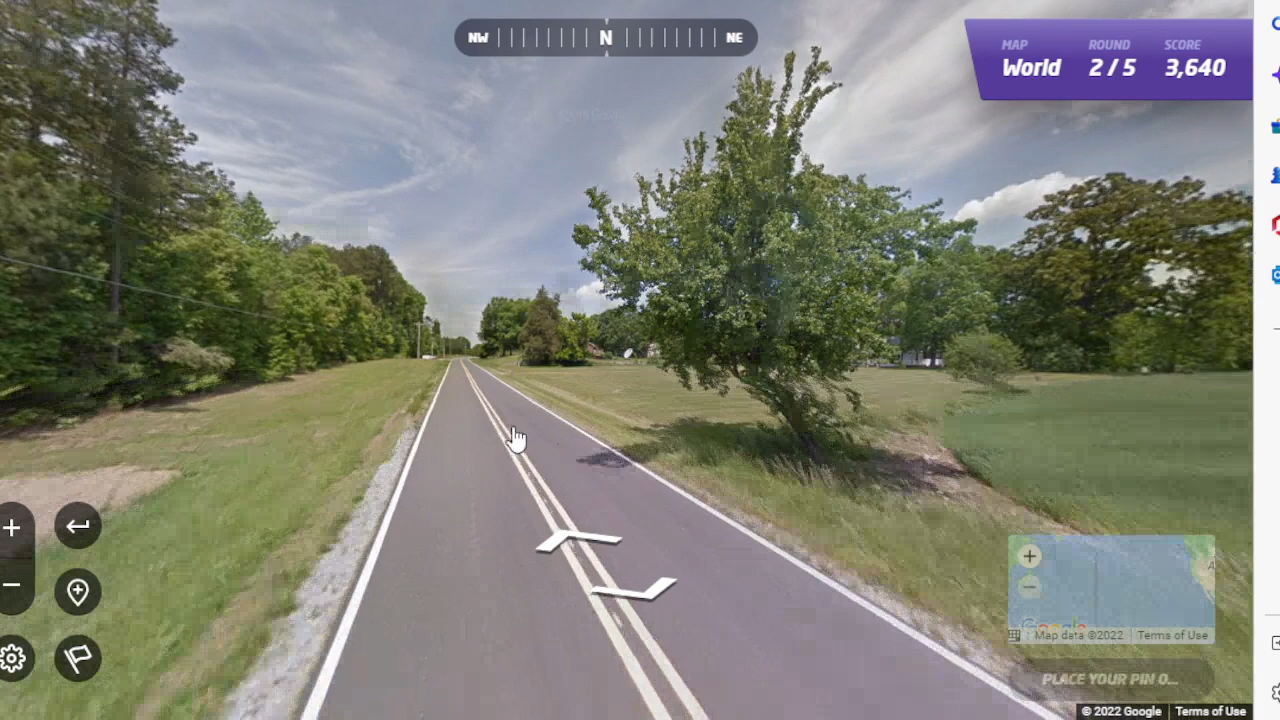 NW N NE
MAP ROUND SCORE
World 2 / 5 3,640
A
Google
Map data ©2022 Terms of Use
PLACE YOUR PIN O...
© 2022 Google Terms of Use